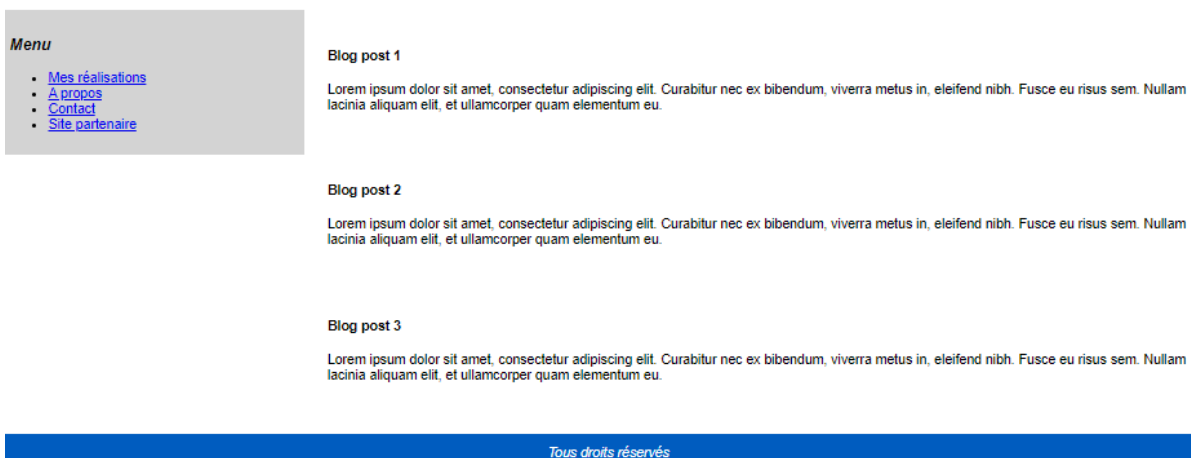 Menu
Mes réalisations
A propos
Contact
Site partenaire
Blog post 1
Lorem ipsum dolor sit amet, consectetur adipiscing elit. Curabitur nec ex bibendum, viverra metus in, eleifend nibh. Fusce eu risus sem. Nullam
lacinia aliquam elit, et ullamcorper quam elementum eu.
Blog post 2
Lorem ipsum dolor sit amet, consectetur adipiscing elit. Curabitur nec ex bibendum, viverra metus in, eleifend nibh. Fusce eu risus sem. Nullam
lacinia aliquam elit, et ullamcorper quam elementum eu.
Blog post 3
Lorem ipsum dolor sit amet, consectetur adipiscing elit. Curabitur nec ex bibendum, viverra metus in, eleifend nibh. Fusce eu risus sem. Nullam
lacinia aliquam elit, et ullamcorper quam elementum eu.
Tous droits réservés